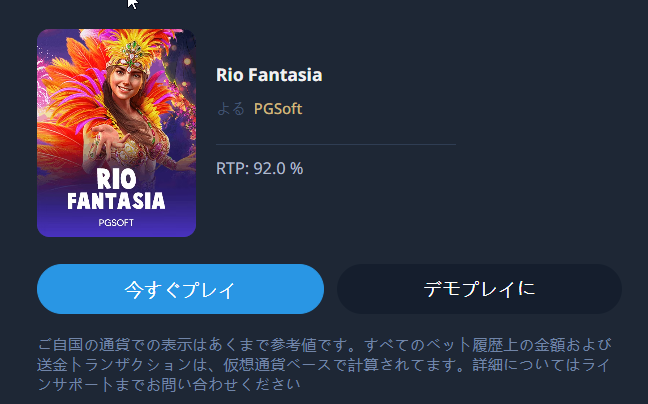 Rio Fantasia
よる PGSoft
RTP: 92.0 %
RIO
FANTASIA
PGSOFT
今すぐプレイ
デモプレイに
ご自国の通貨での表示はあくまで参考値です。すべてのベット履歴上の金額および
送金トランザクションは、仮想通貨ベースで計算されてます。詳細についてはライ
ンサポートまでお問い合わせください